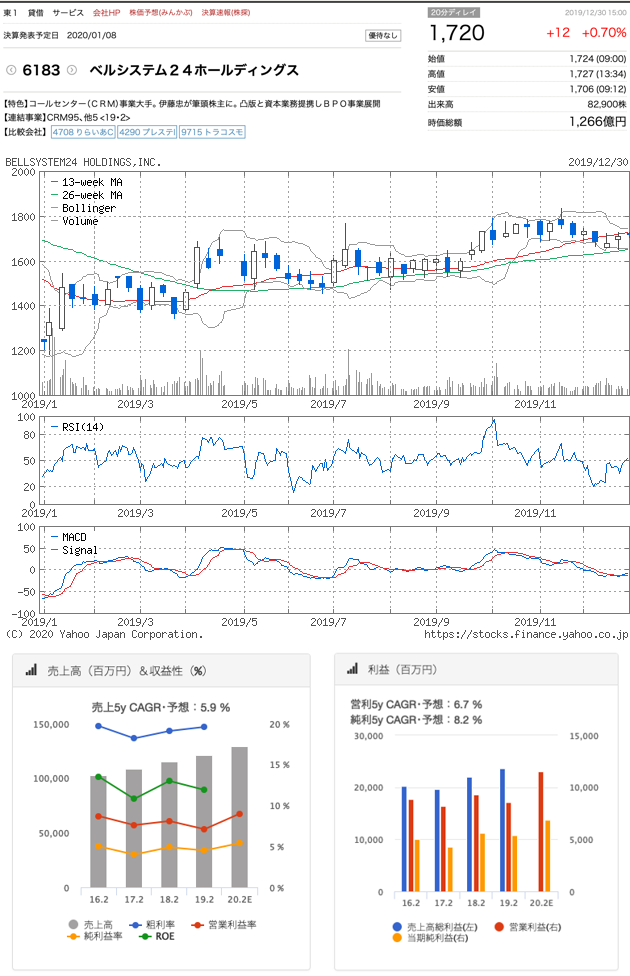 東1 貸借 サービス 会社HP 株価予想(みんかぶ) 決算速報(株探)
20分ディレイ
2019/12/30 15:00
決算発表予定日 2020/01/08
優待なし
1,720
+12 +0.70%
6183 ベルシステム24ホールディングス
始値 1,724 (09:00)
高値 1,727 (13:34)
安値 1,706 (09:12)
出来高 82,900株
時価総額 1,266億円
【特色】コールセンター(CRM)事業大手。伊藤忠が筆頭株主に。凸版と資本業務提携しBPO事業展開
【連結事業】CRM95、他5 <19・2>
【比較会社】 4708 りらいあC 4290 プレステI 9715 トラコスモ
BELLSYSTEM24 HOLDINGS,INC.
2019/12/30
2000
1800
1600
1400
1200
1000
13-week MA
26-week MA
Bollinger
Volume
2019/1 2019/3 2019/5 2019/7 2019/9 2019/11
100
80
50
20
0
RSI(14)
2019/1 2019/3 2019/5 2019/7 2019/9 2019/11
100
50
0
-50
-100
MACD
Signal
2019/1 2019/3 2019/5 2019/7 2019/9 2019/11
(C) 2020 Yahoo Japan Corporation.
https://stocks.finance.yahoo.co.jp
売上高(百万円)&収益性(%)
売上5y CAGR・予想:5.9 %
150,000
100,000
50,000
0
20 %
15 %
10 %
5 %
0 %
16.2 17.2 18.2 19.2 20.2E
売上高 粗利率 営業利益率
純利益率 ROE
利益(百万円)
営利5y CAGR・予想:6.7 %
純利5y CAGR・予想:8.2 %
30,000
20,000
10,000
0
15,000
10,000
5,000
0
16.2 17.2 18.2 19.2 20.2E
売上高総利益(左) 営業利益(右)
当期純利益(右)